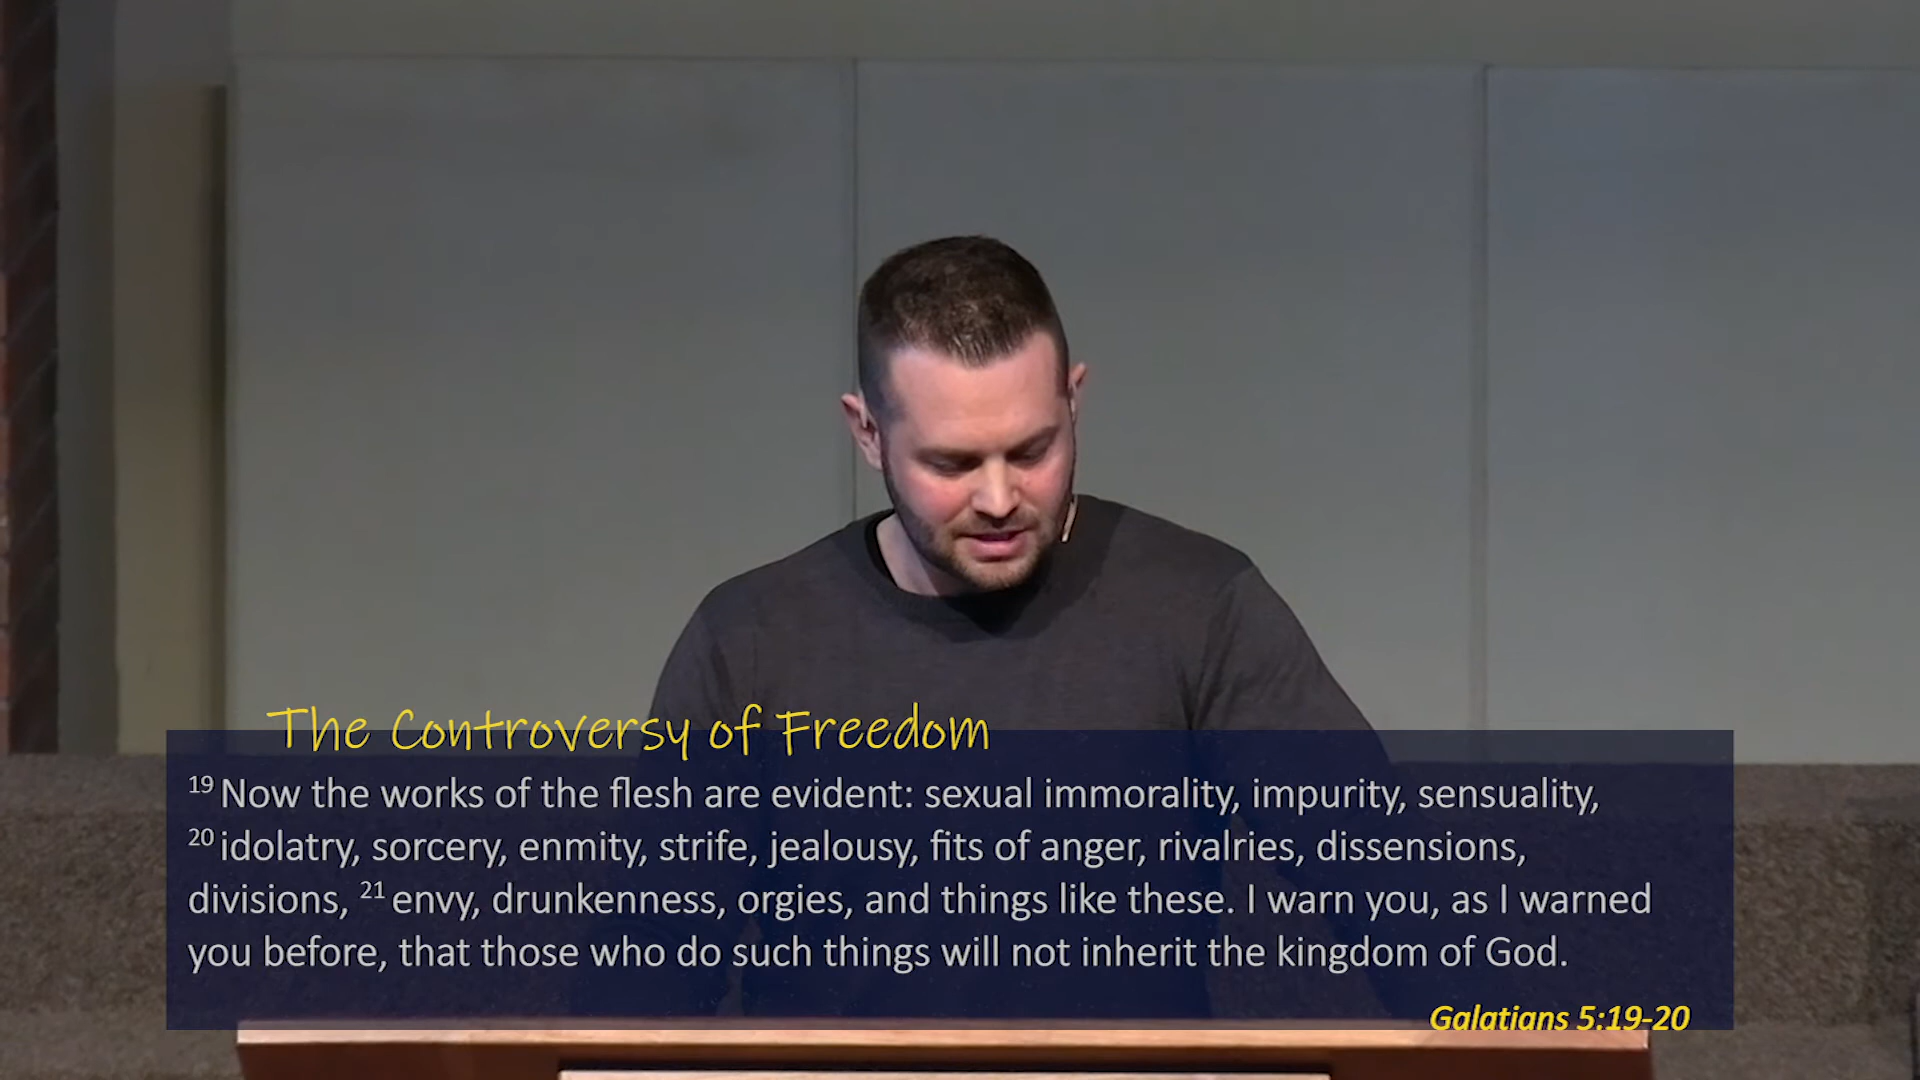 The Controversy of Freedom
19 Now the works of the flesh are evident: sexual immorality, impurity, sensuality,
20 idolatry, sorcery, enmity, strife, jealousy, fits of anger, rivalries, dissensions,
divisions, 21 envy, drunkenness, orgies, and things like these. I warn you, as I warned
you before, that those who do such things will not inherit the kingdom of God.
Galatians 5:19-20